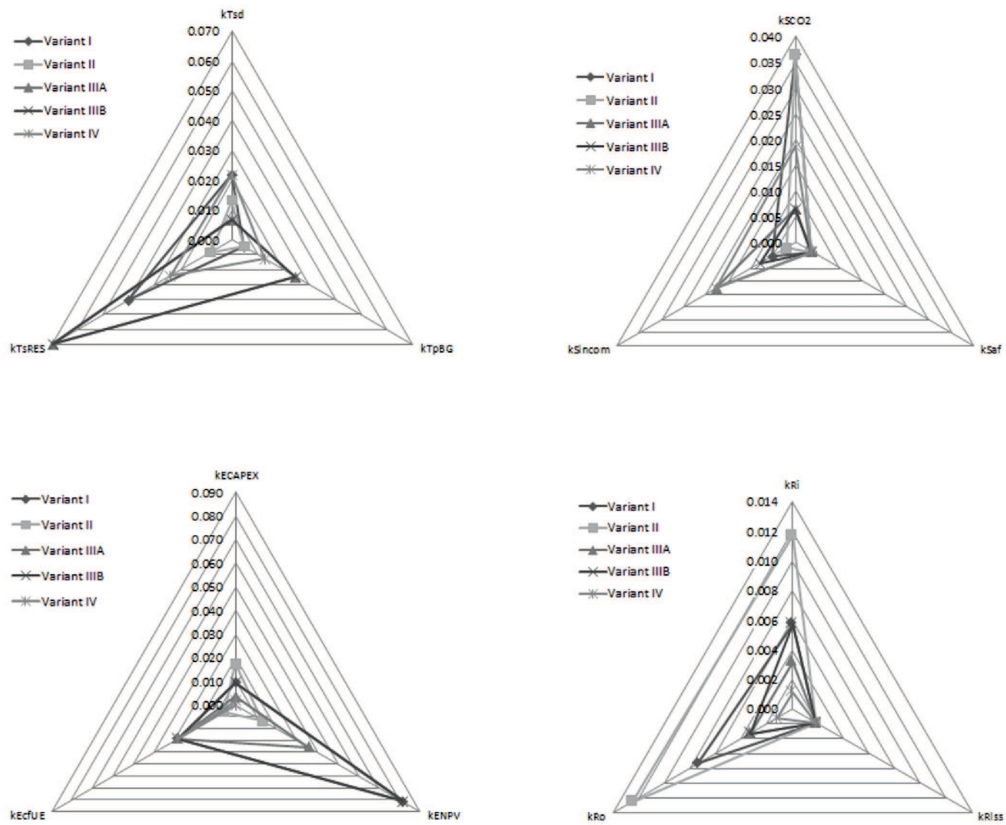 kTsd
0.070
0.060
0.050
0.040
0.030
0.020
0.010
0.000
Variant I
Variant II
Variant IIIA
Variant IIIB
Variant IV
kTsRES
kTpBG
kSCO2
0.040
0.035
0.030
0.025
0.020
0.015
0.010
0.005
0.000
Variant I
Variant II
Variant IIIA
Variant IIIB
Variant IV
kSincom
kSaf
kECAPEX
0.090
0.080
0.070
0.060
0.050
0.040
0.030
0.020
0.010
0.000
Variant I
Variant II
Variant IIIA
Variant IIIB
Variant IV
kEcfUE
kENPV
kRi
0.014
0.012
0.010
0.008
0.006
0.004
0.002
0.000
Variant I
Variant II
Variant IIIA
Variant IIIB
Variant IV
kRo
kRiss